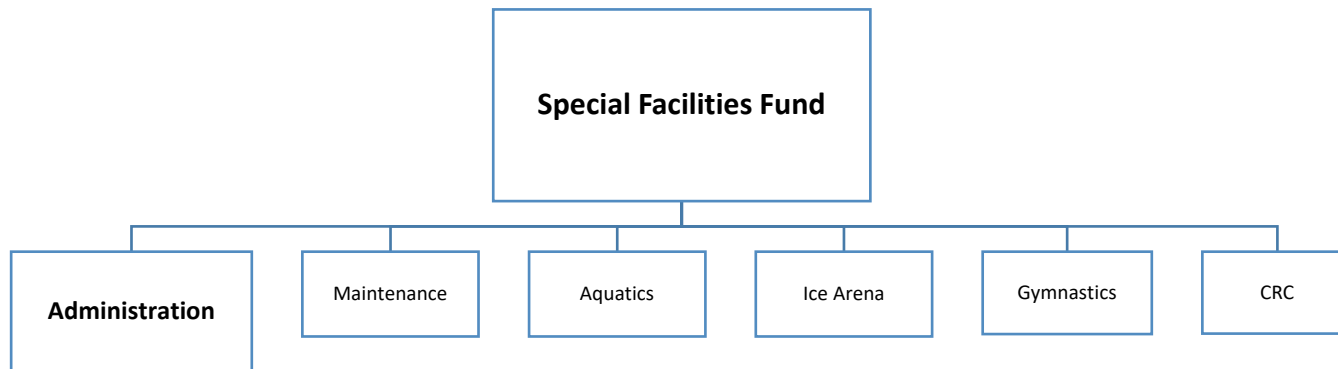 Special Facilities Fund
Administration
Maintenance
Aquatics
Ice Arena
Gymnastics
CRC